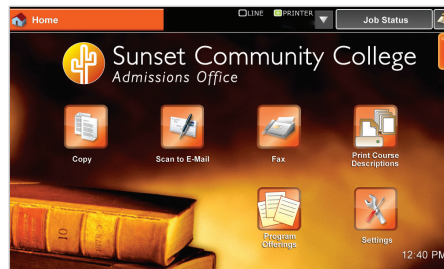 Home
LINE
PRINTER
Job Status
Sunset Community College
Admissions Office
Copy
Scan to E-Mail
Fax
Print Course
Descriptions
Program
Offerings
Settings
12:40 PM
10